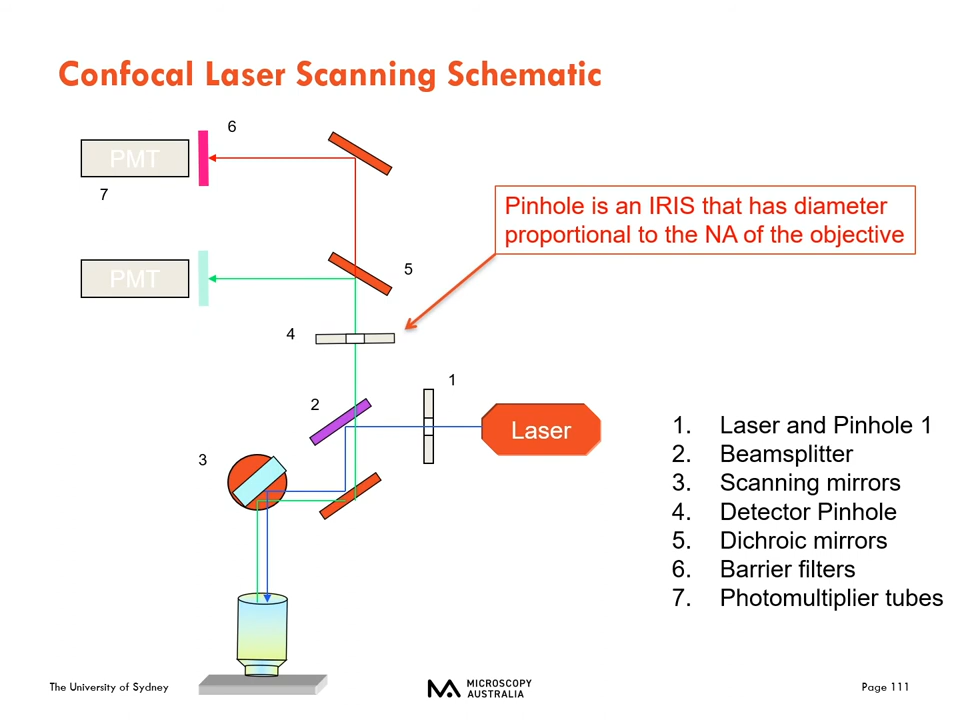 Confocal Laser Scanning Schematic
6
PMT
7
Pinhole is an IRIS that has diameter
proportional to the NA of the objective
PMT
5
4
1
2
Laser
3
1. Laser and Pinhole 1
2. Beamsplitter
3. Scanning mirrors
4. Detector Pinhole
5. Dichroic mirrors
6. Barrier filters
7. Photomultiplier tubes
The University of Sydney
MICROSCOPY
AUSTRALIA
Page 111